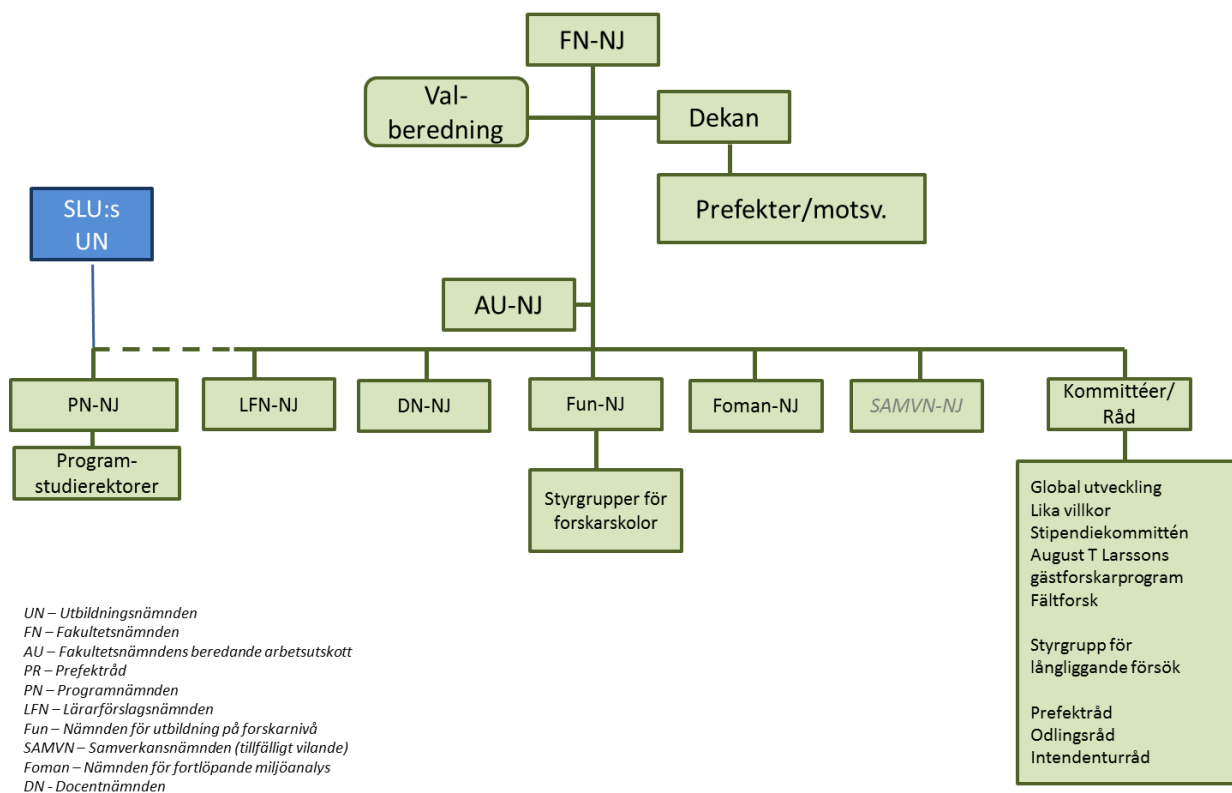 FN-NJ
Val-
beredning
Dekan
Prefekter/motsv.
SLU:s
UN
AU-NJ
PN-NJ
LFN-NJ
DN-NJ
Fun-NJ
Foman-NJ
SAMVN-NJ
Kommittéer/
Råd
Program-
studierektorer
Styrgrupper för
forskarskolor
Global utveckling
Lika villkor
Stipendiekommittén
August T Larssons
gästforskarprogram
Fältforsk
Styrgrupp för
långliggande försök
Prefektråd
Odlingsråd
Intendenturråd
UN – Utbildningsnämnden
FN – Fakultetsnämnden
AU – Fakultetsnämndens beredande arbetsutskott
PR – Prefektråd
PN – Programnämnden
LFN – Lärarförslagsnämnden
Fun – Nämnden för utbildning på forskarnivå
SAMVN – Samverkansnämnden (tillfälligt vilande)
Foman – Nämnden för fortlöpande miljöanalys
DN - Docentnämnden